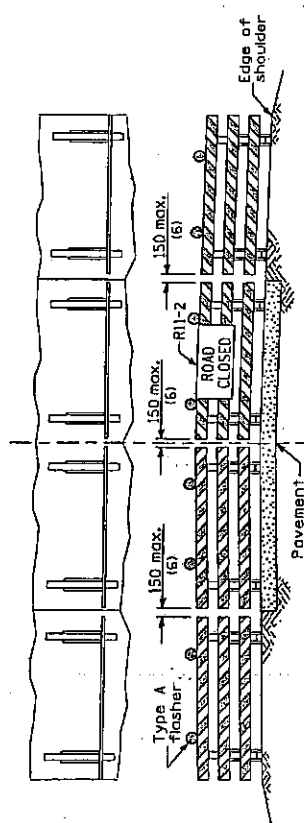 Type A
flasher
150 max.
(6)
150 max.
(6)
R11-2
ROAD
CLOSED
150 max.
(6)
Edge of
shoulder
Pavement